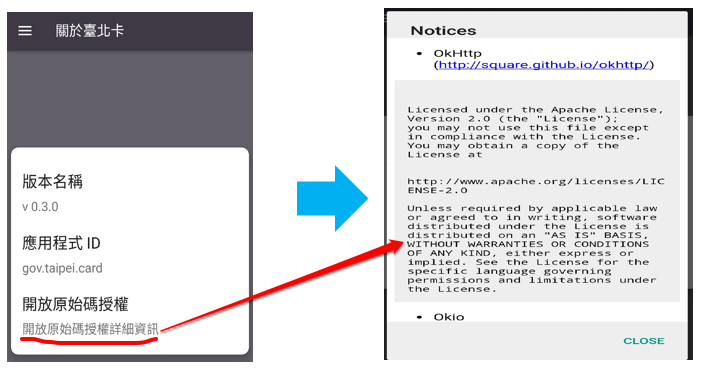 關於臺北卡
版本名稱
v 0.3.0
應用程式 ID
gov.taipei.card
開放原始碼授權
開放原始碼授權詳細資訊
Notices
• OkHttp
(http://square.github.io/okhttp/)
Licensed under the Apache License,
Version 2.0 (the "License");
you may not use this file except
in compliance with the License.
You may obtain a copy of the
License at
http://www.apache.org/licenses/LIC
ENSE-2.0
Unless required by applicable law
or agreed to in writing, software
distributed under the License is
distributed on an "AS IS" BASIS,
WITHOUT WARRANTIES OR CONDITIONS
OF ANY KIND, either express or
implied. See the License for the
specific language governing
permissions and limitations under
the License.
• Okio
CLOSE